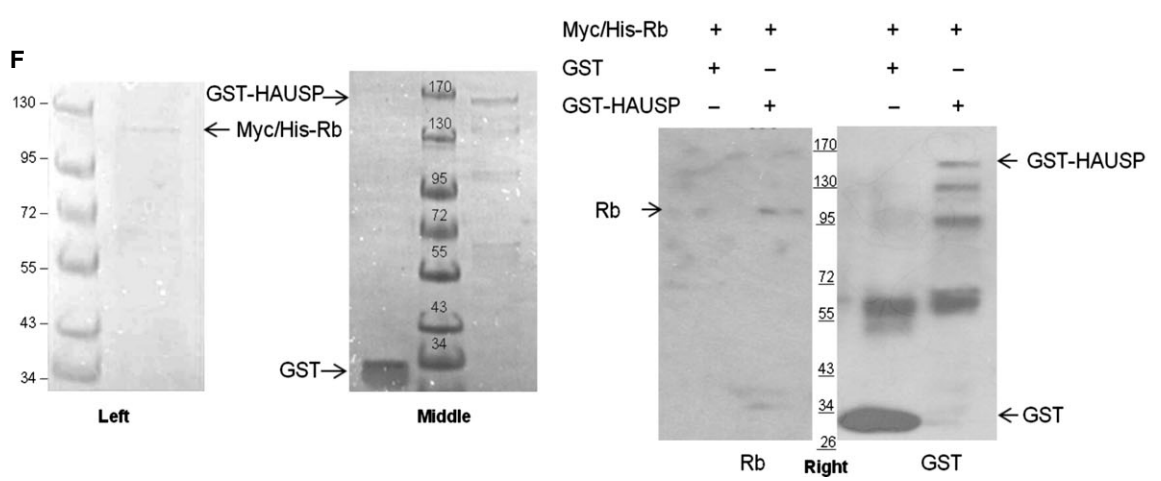 F
130
95
72
55
43
34
Myc/His-Rb
Left
GST-HAUSP
GST
170
130
95
72
55
43
34
Middle
Myc/His-Rb + + + +
GST + – + –
GST-HAUSP – + – +
Rb
170
130
95
72
55
43
34
26
GST-HAUSP
GST
Rb
Right
GST